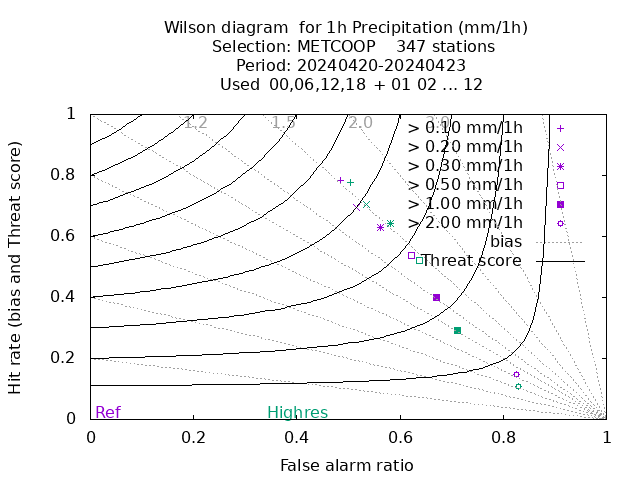 Wilson diagram  for 1h Precipitation (mm/1h)
Selection: METCOOP    347 stations
Period: 20240420-20240423
Used  00,06,12,18  + 01 02 ... 12
1.2 1.5 2.0 3.0
> 0.10 mm/1h
> 0.20 mm/1h
> 0.30 mm/1h
> 0.50 mm/1h
> 1.00 mm/1h
> 2.00 mm/1h
bias
Threat score
1
0.8
0.6
0.4
0.2
0
Hit rate (bias and Threat score)
Ref Highres
0 0.2 0.4 0.6 0.8 1
False alarm ratio